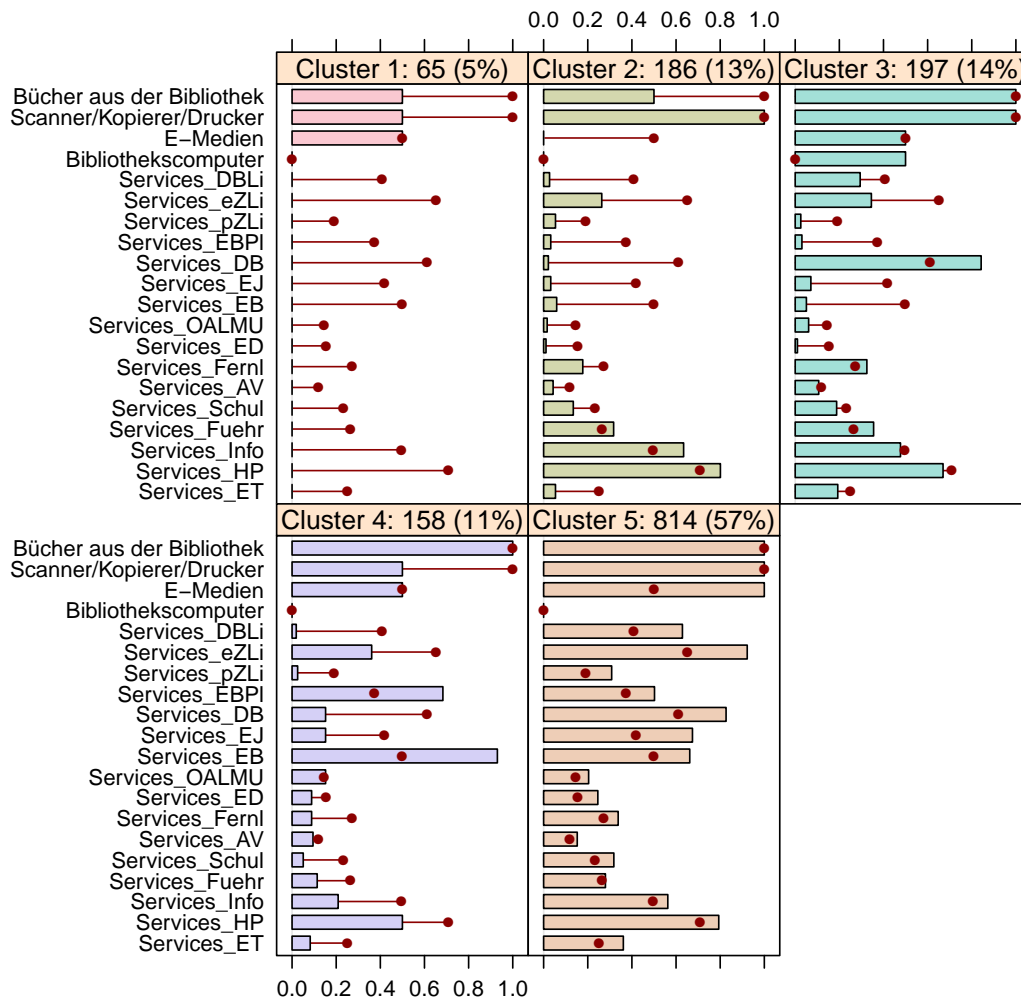 0.0 0.2 0.4 0.6 0.8 1.0
Cluster 1: 65 (5%) Cluster 2: 186 (13%) Cluster 3: 197 (14%)
Bücher aus der Bibliothek
Scanner/Kopierer/Drucker
E−Medien
Bibliothekscomputer
Services_DBLi
Services_eZLi
Services_pZLi
Services_EBPl
Services_DB
Services_EJ
Services_EB
Services_OALMU
Services_ED
Services_Fernl
Services_AV
Services_Schul
Services_Fuehr
Services_Info
Services_HP
Services_ET
Cluster 4: 158 (11%) Cluster 5: 814 (57%)
Bücher aus der Bibliothek
Scanner/Kopierer/Drucker
E−Medien
Bibliothekscomputer
Services_DBLi
Services_eZLi
Services_pZLi
Services_EBPl
Services_DB
Services_EJ
Services_EB
Services_OALMU
Services_ED
Services_Fernl
Services_AV
Services_Schul
Services_Fuehr
Services_Info
Services_HP
Services_ET
0.0 0.2 0.4 0.6 0.8 1.0